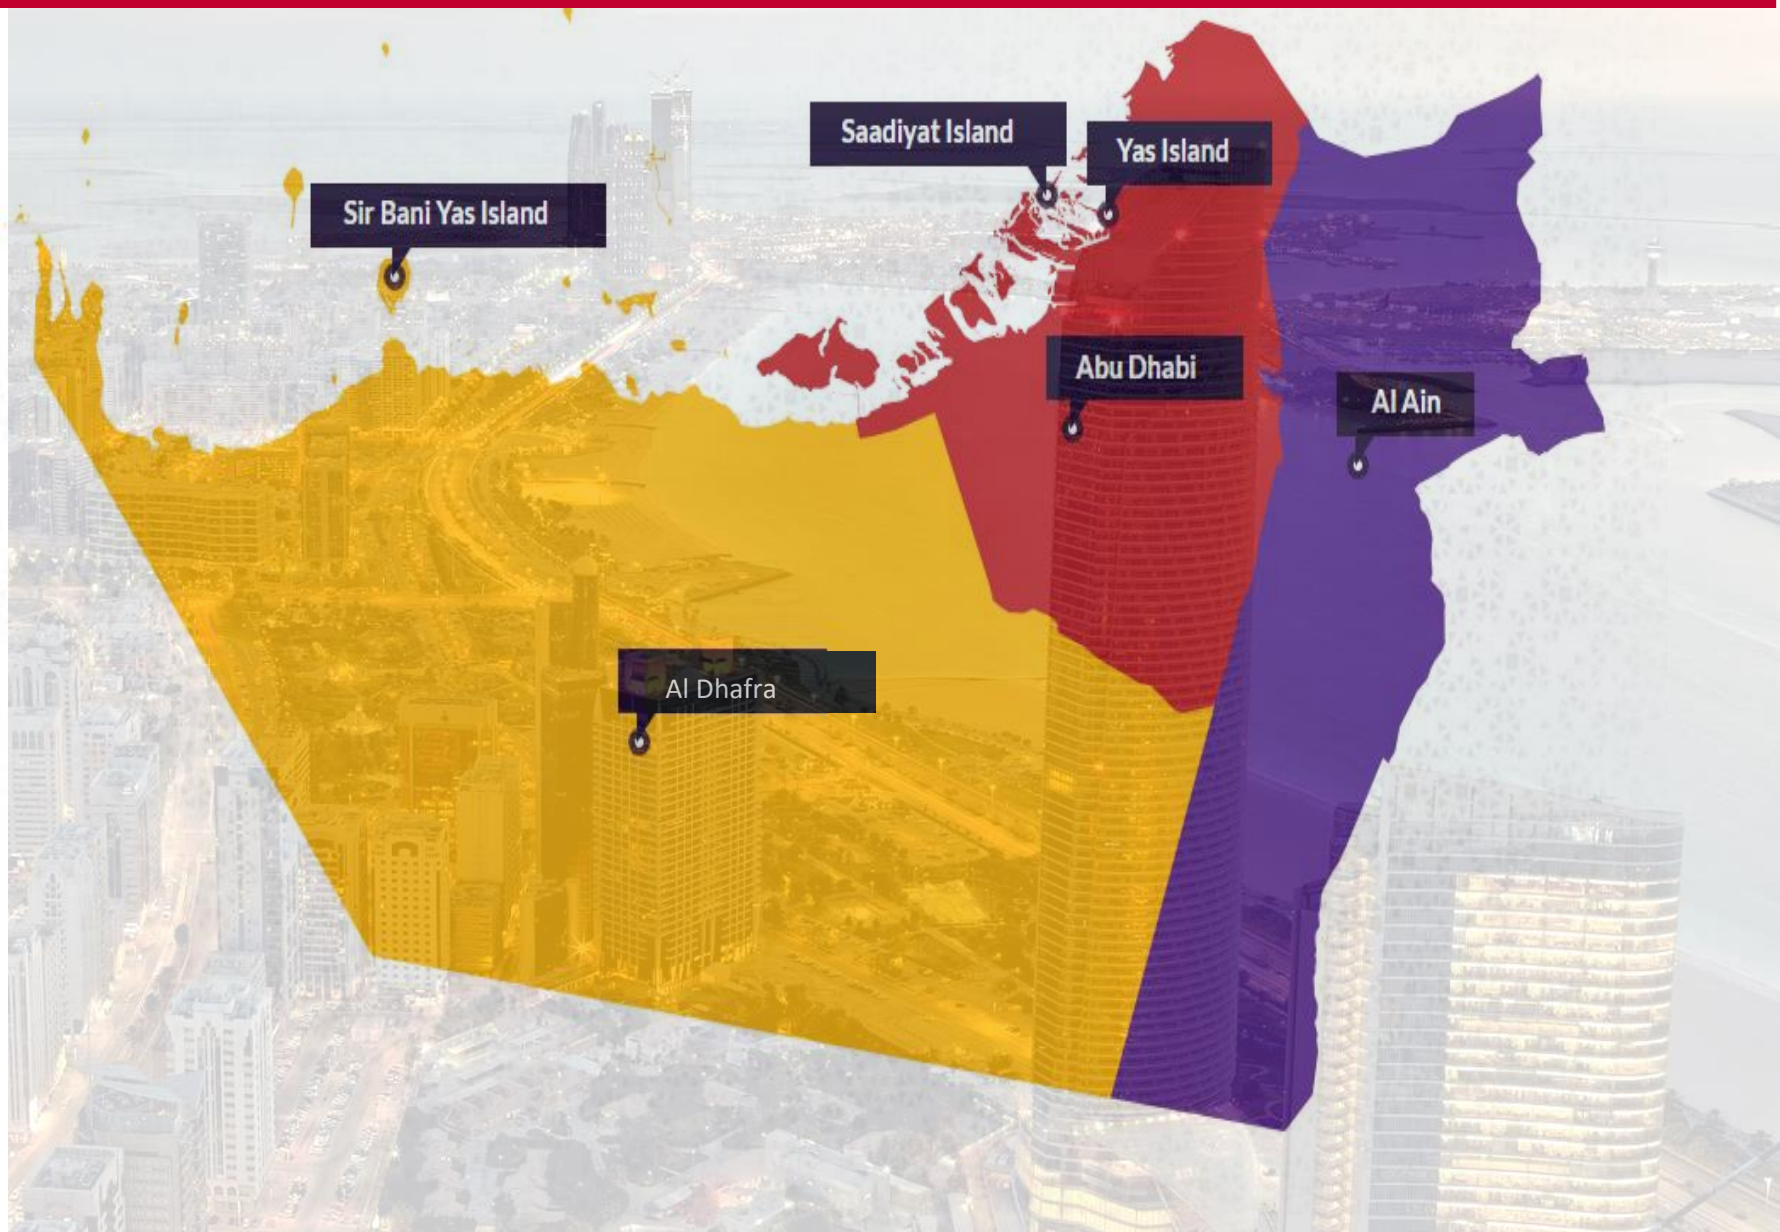 Saadiyat Island
Yas Island
Sir Bani Yas Island
Abu Dhabi
Al Ain
Al Dhafra